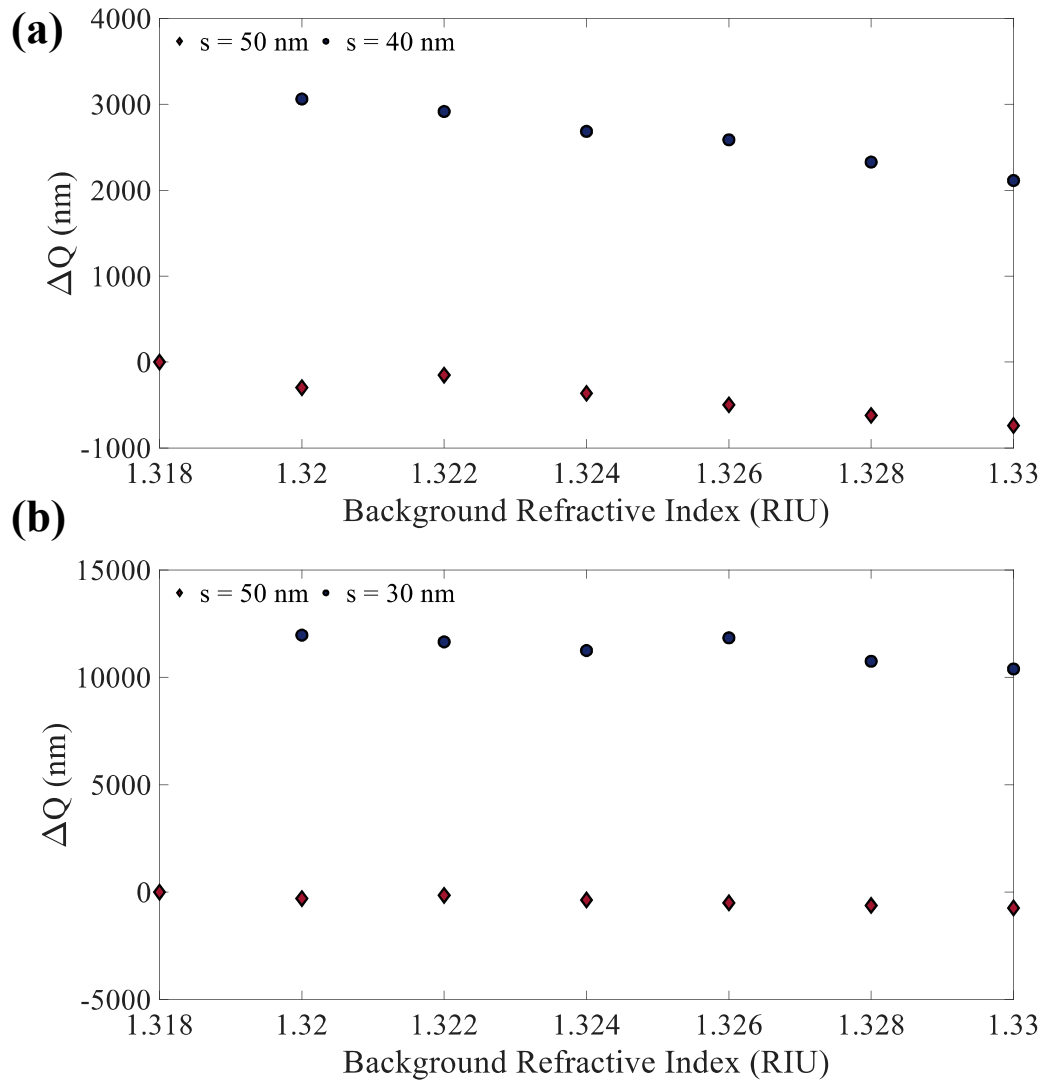 (a)
4000
s = 50 nm s = 40 nm
3000
2000
1000
0
-1000
ΔQ (nm)
1.318 1.32 1.322 1.324 1.326 1.328 1.33
Background Refractive Index (RIU)
(b)
15000
s = 50 nm s = 30 nm
10000
5000
0
-5000
ΔQ (nm)
1.318 1.32 1.322 1.324 1.326 1.328 1.33
Background Refractive Index (RIU)